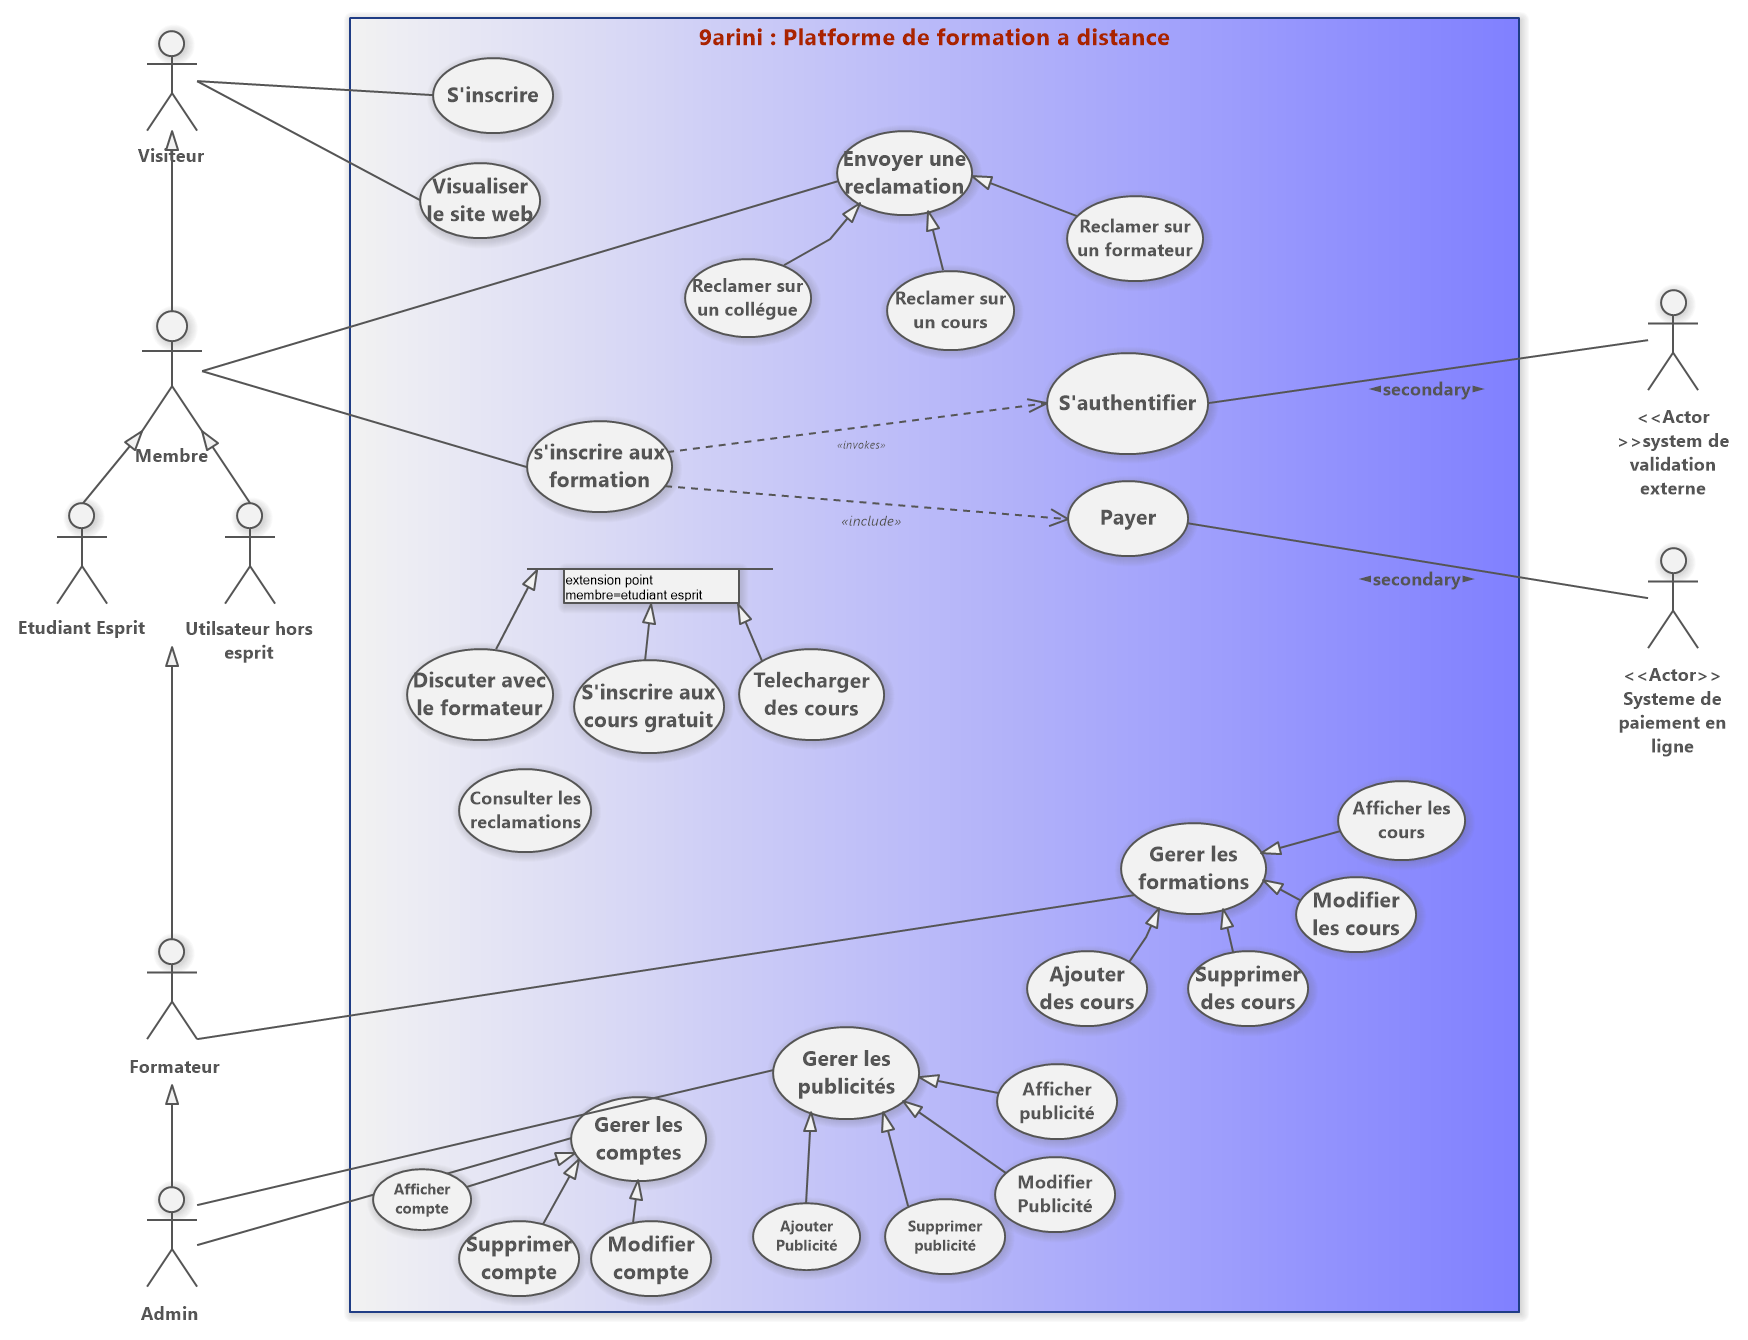 9arini : Platforme de formation a distance
S'inscrire
Visiteur
Visualiser
le site web
Envoyer une
reclamation
Reclamer sur
un formateur
Reclamer sur
un collégue
Reclamer sur
un cours
S'authentifier
◄secondary►
<<Actor
>>system de
validation
externe
Membre
s'inscrire aux
formation
«invokes»
«include»
Payer
◄secondary►
extension point
membre=etudiant esprit
Etudiant Esprit
Utilsateur hors
esprit
Discuter avec
le formateur
S'inscrire aux
cours gratuit
Telecharger
des cours
<<Actor>>
Systeme de
paiement en
ligne
Consulter les
reclamations
Afficher les
cours
Gerer les
formations
Modifier
les cours
Ajouter
des cours
Supprimer
des cours
Formateur
Gerer les
publicités
Afficher
publicité
Gerer les
comptes
Afficher
compte
Modifier
Publicité
Supprimer
compte
Modifier
compte
Ajouter
Publicité
Supprimer
publicité
Admin